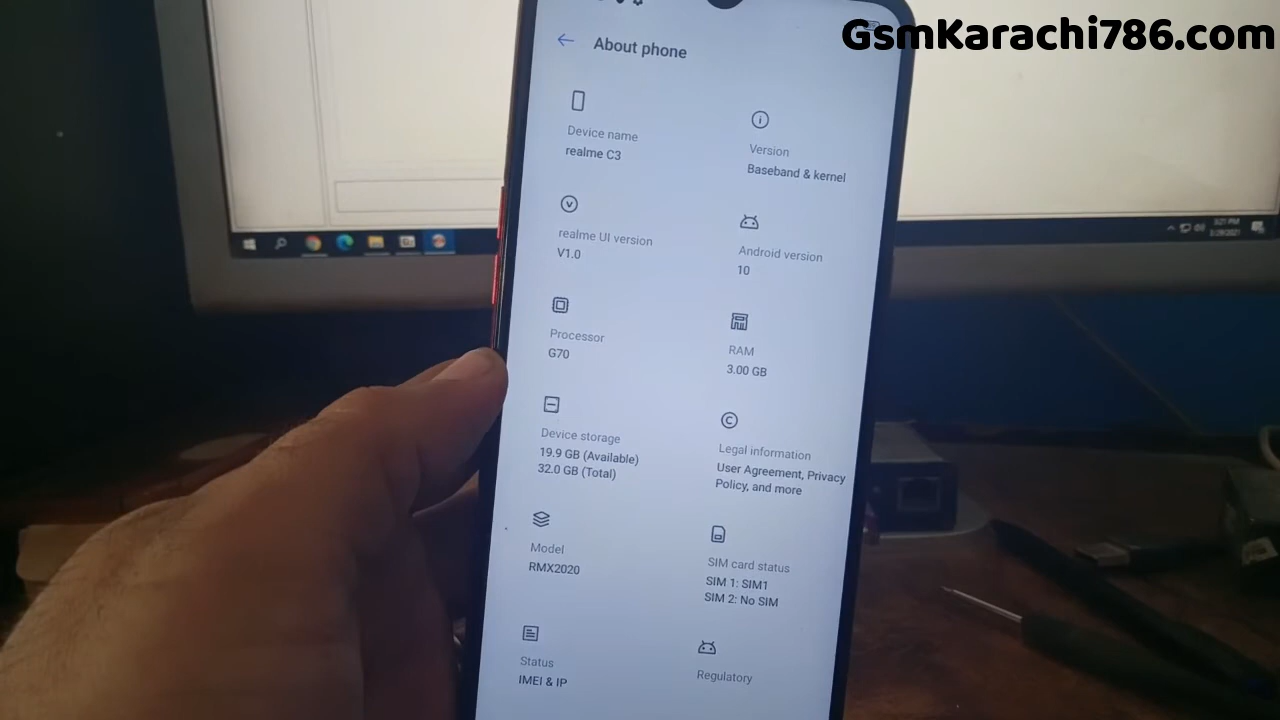 GsmKarachi786.com
About phone
Device name
realme C3
Version
Baseband & kernel
realme UI version
V1.0
Android version
10
Processor
G70
RAM
3.00 GB
Device storage
19.9 GB (Available)
32.0 GB (Total)
Legal information
User Agreement, Privacy
Policy, and more
Model
RMX2020
SIM card status
SIM 1: SIM1
SIM 2: No SIM
Status
IMEI & IP
Regulatory
3:21 PM